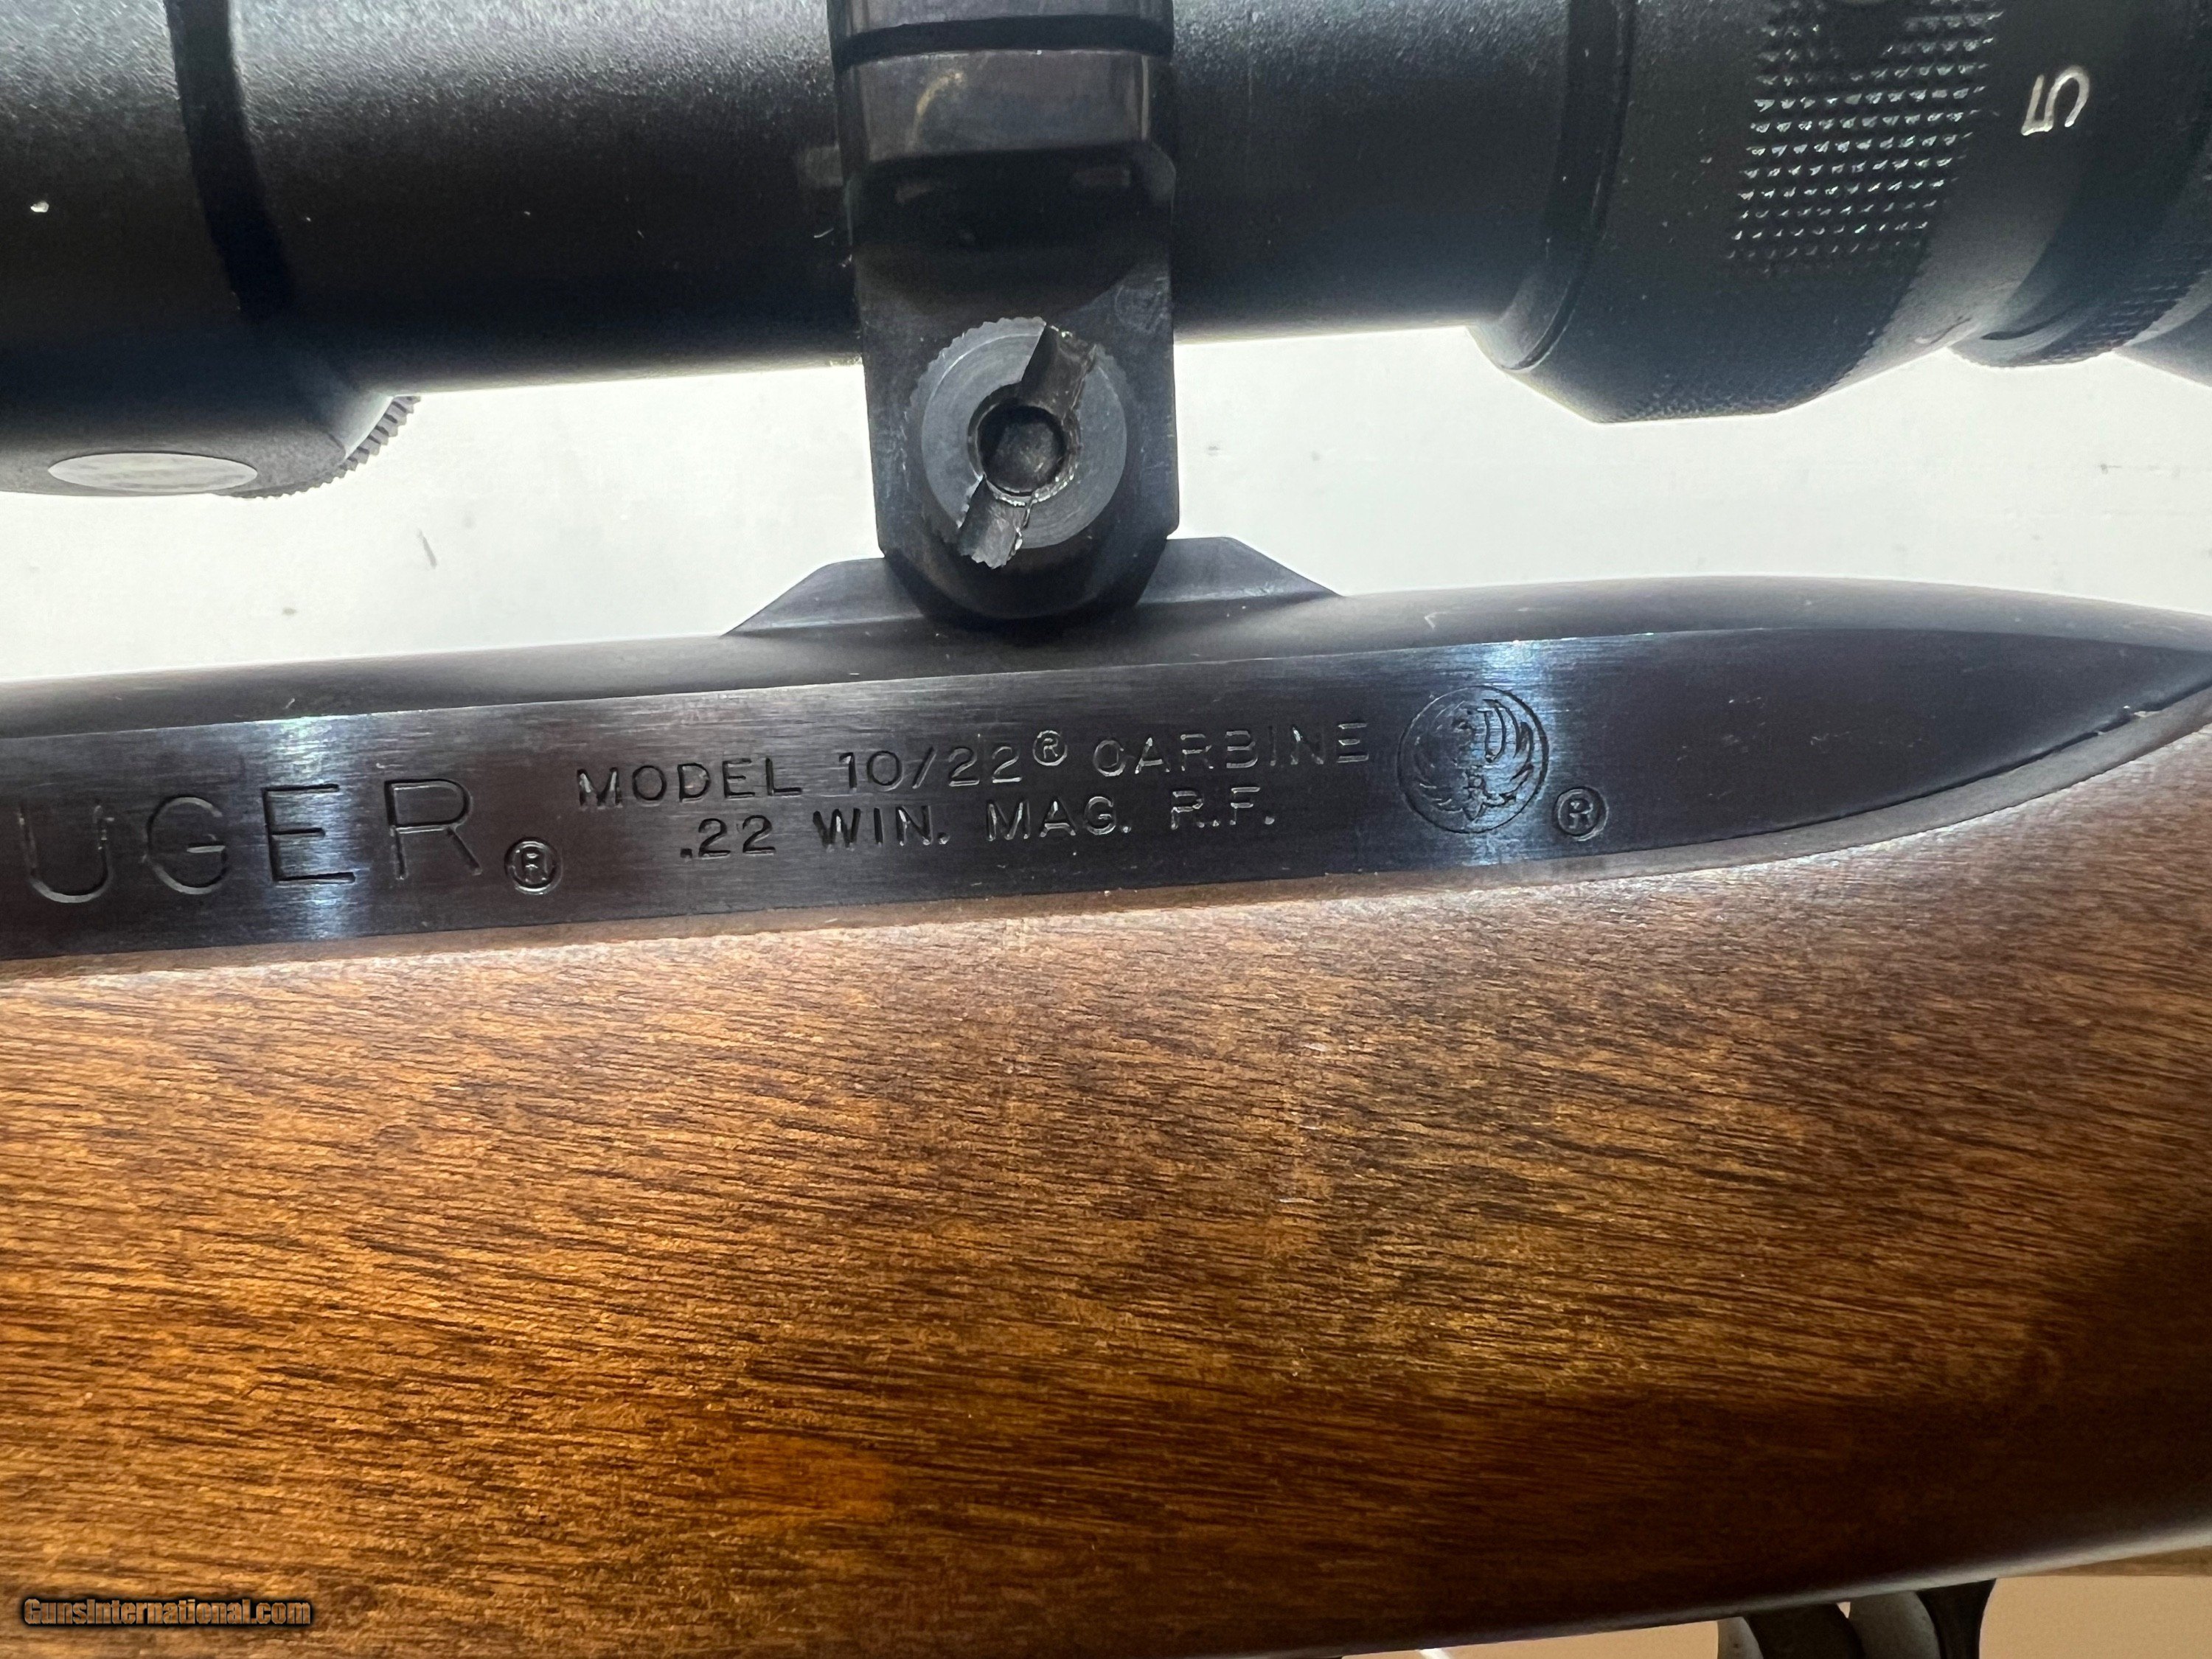 5
UGER®
MODEL 10/22® CARBINE
.22 WIN. MAG. R.F.
®
GunsInternational.com